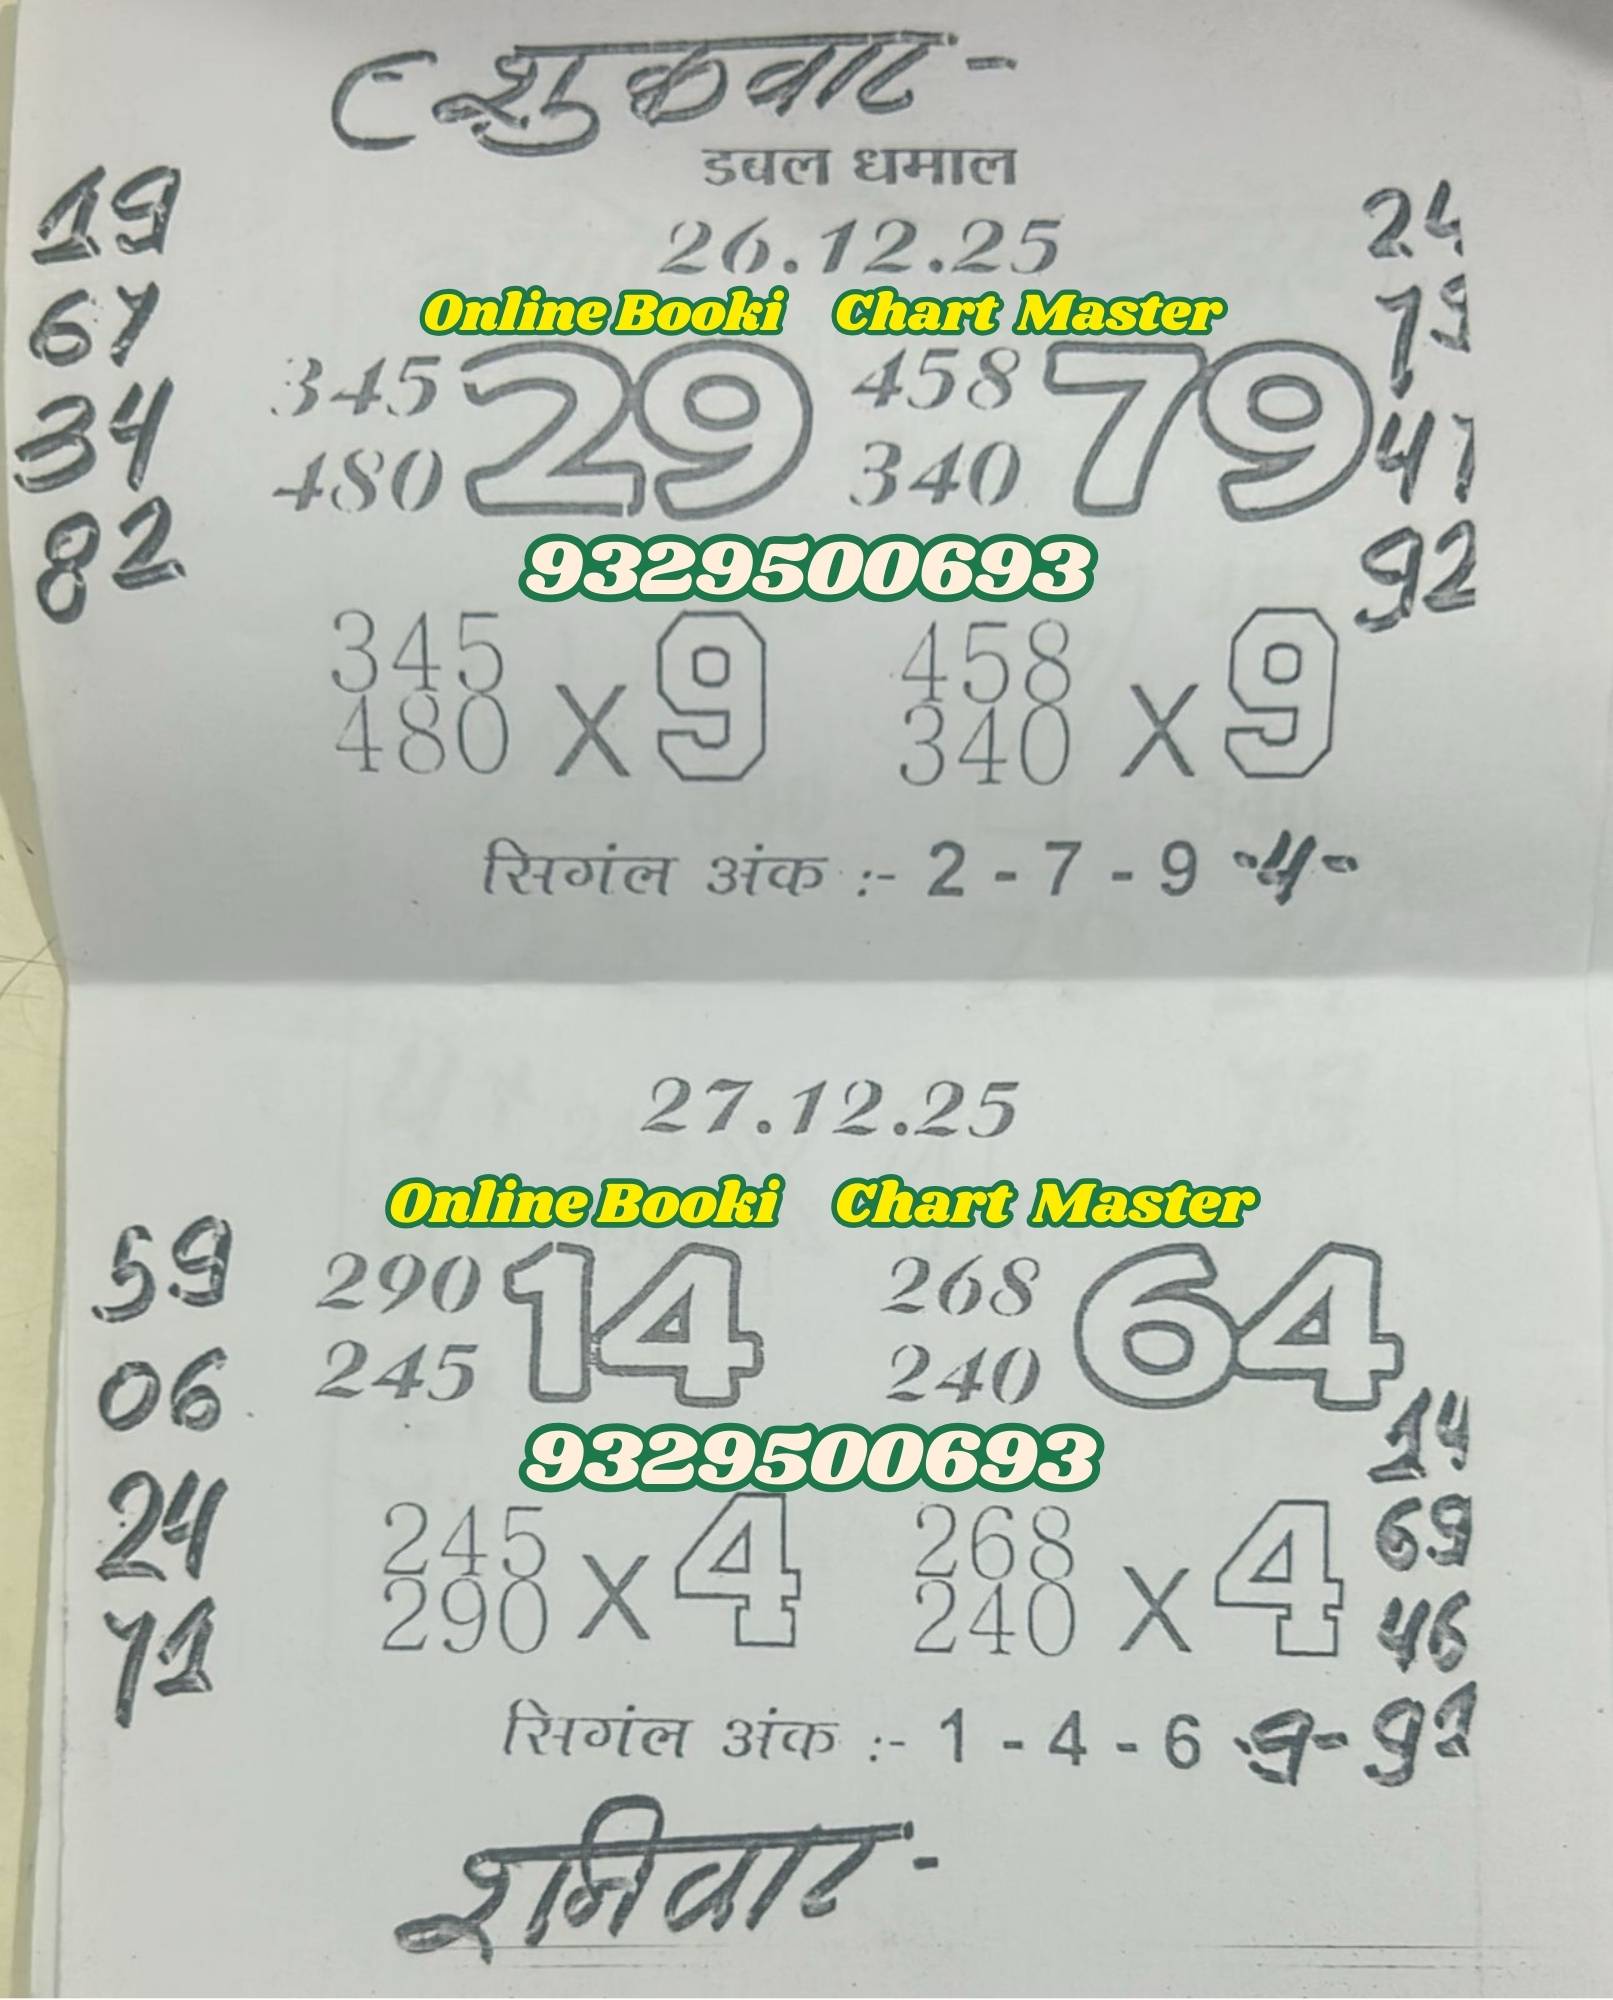 शुक्रवार -
डबल धमाल
26.12.25
Online Booki Chart Master
19
67
34
82
345 29 458 79
480 340
24
79
47
92
9329500693
345 458
480 x 9 340 x 9
सिगंल अंक :- 2 - 7 - 9 -4-
27.12.25
Online Booki Chart Master
59
06
24
71
290 14 268 64
245 240
9329500693
14
69
46
91
245 268
290 x 4 240 x 4
सिगंल अंक :- 1 - 4 - 6 -9-
शनिवार -